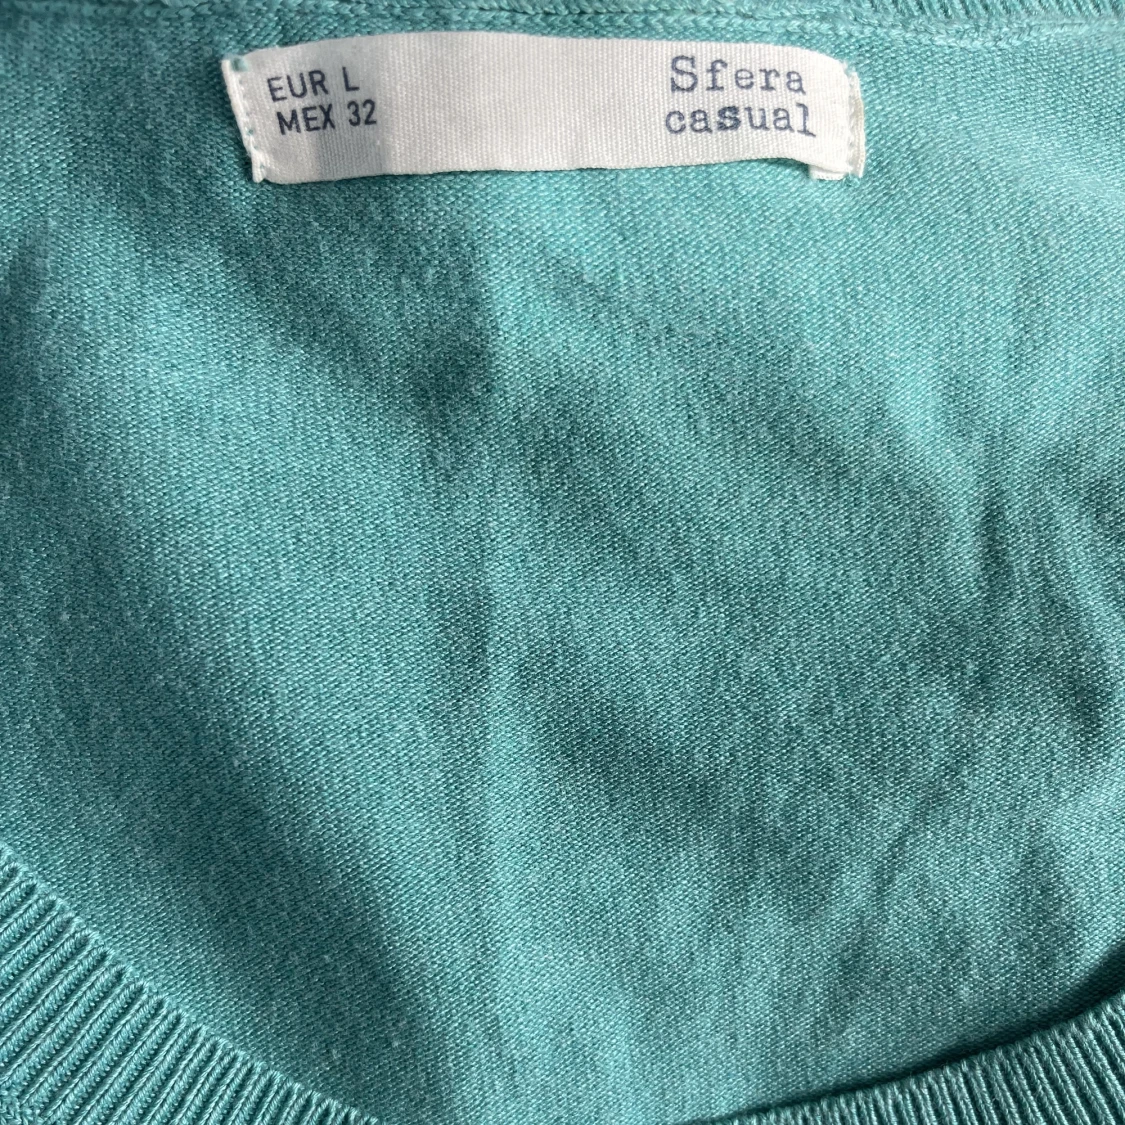 EUR L
MEX 32
Sfera
casual